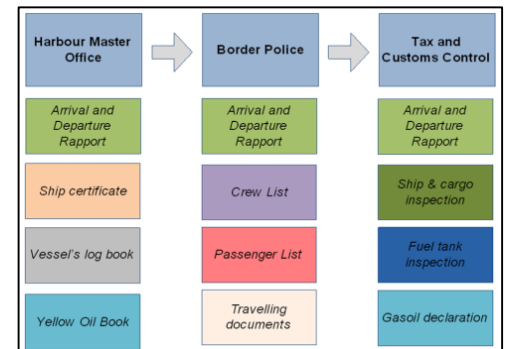 Harbour Master
Office
Border Police
Tax and
Customs Control
Arrival and
Departure
Rapport
Arrival and
Departure
Rapport
Arrival and
Departure
Rapport
Ship certificate
Crew List
Ship & cargo
inspection
Vessel's log book
Passenger List
Fuel tank
inspection
Yellow Oil Book
Travelling
documents
Gasoil declaration